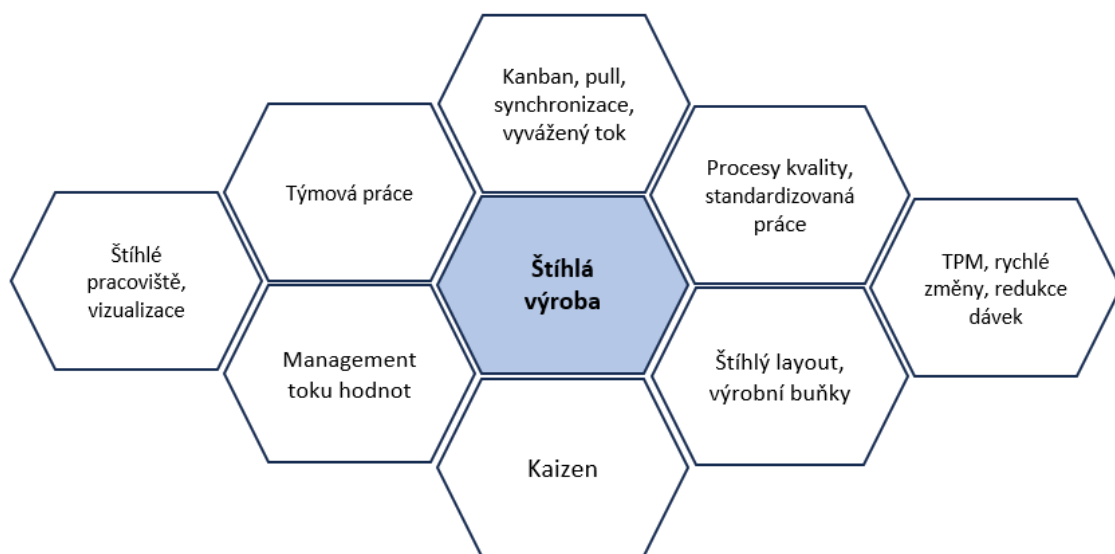 Kanban, pull,
synchronizace,
vyvážený tok
Týmová práce
Procesy kvality,
standardizovaná
práce
Štíhlé
pracoviště,
vizualizace
Štíhlá
výroba
TPM, rychlé
změny, redukce
dávek
Management
toku hodnot
Štíhlý layout,
výrobní buňky
Kaizen